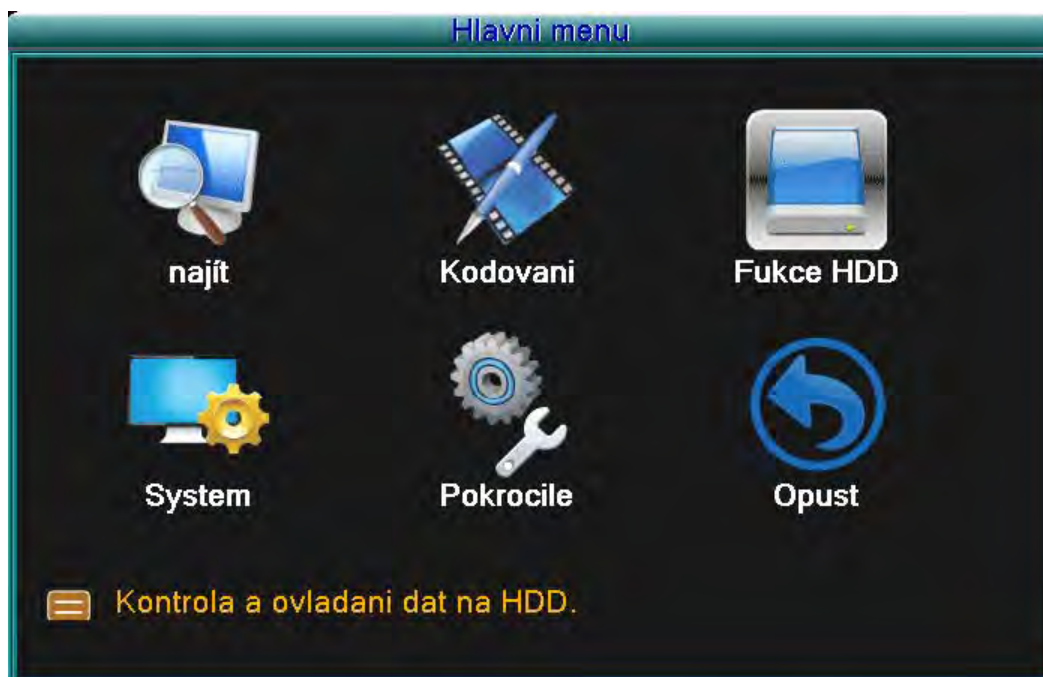 Hlavni menu
najít
Kodovani
Fukce HDD
System
Pokrocile
Opust
Kontrola a ovladani dat na HDD.